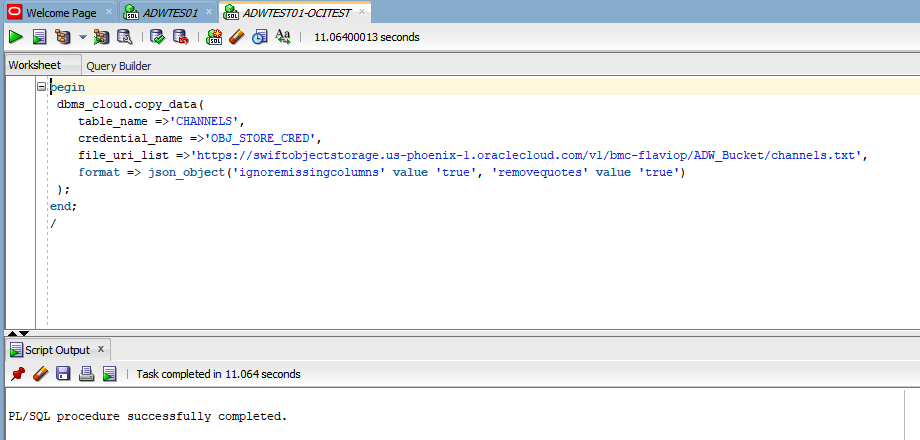 Welcome Page
ADWTES01
ADWTEST01-OCITEST
SQL
11.06400013 seconds
Worksheet
Query Builder
begin
dbms_cloud.copy_data(
table_name =>'CHANNELS',
credential_name =>'OBJ_STORE_CRED',
file_uri_list =>'https://swiftobjectstorage.us-phoenix-1.oraclecloud.com/v1/bmc-flaviop/ADW_Bucket/channels.txt',
format => json_object('ignoremissingcolumns' value 'true', 'removequotes' value 'true')
);
end;
/
Script Output x
Task completed in 11.064 seconds
PL/SQL procedure successfully completed.